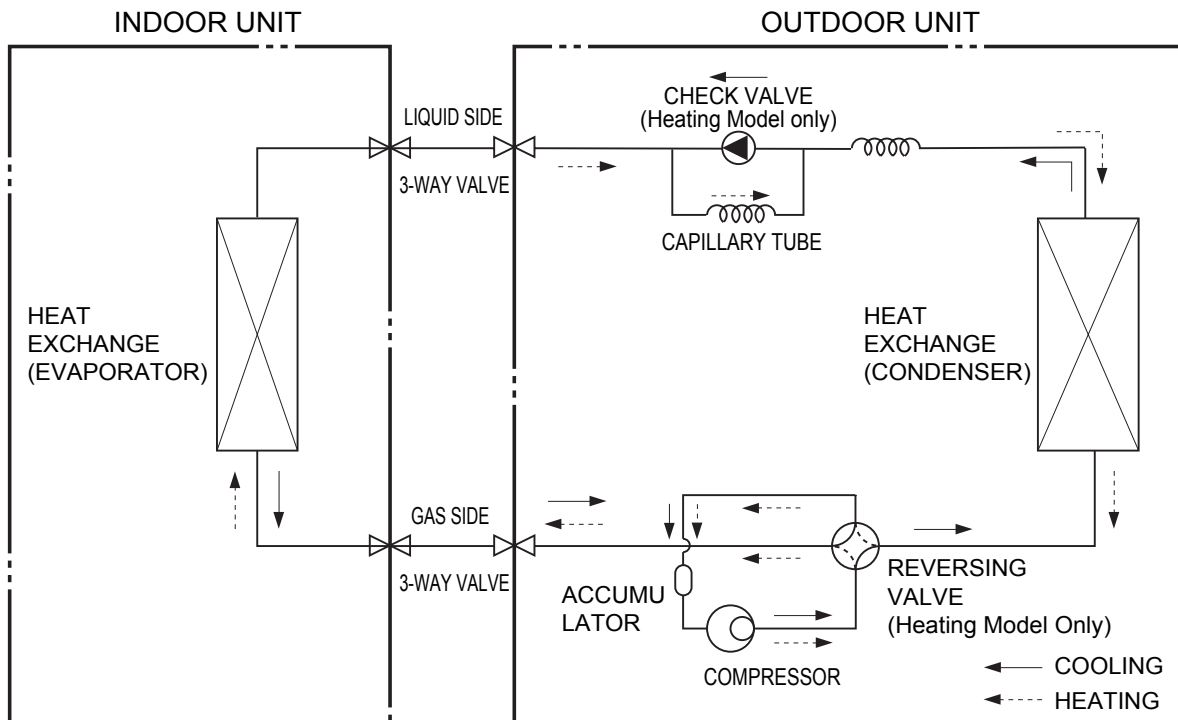 INDOOR UNIT
OUTDOOR UNIT
CHECK VALVE
(Heating Model only)
LIQUID SIDE
3-WAY VALVE
CAPILLARY TUBE
HEAT
EXCHANGE
(EVAPORATOR)
HEAT
EXCHANGE
(CONDENSER)
GAS SIDE
3-WAY VALVE
ACCUMU
LATOR
COMPRESSOR
REVERSING
VALVE
(Heating Model Only)
COOLING
HEATING